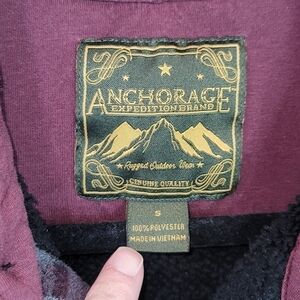 ANCHORAGE
EXPEDITION BRAND
Rugged Outdoor Wear
GENUINE QUALITY
S
100% POLYESTER
MADE IN VIETNAM